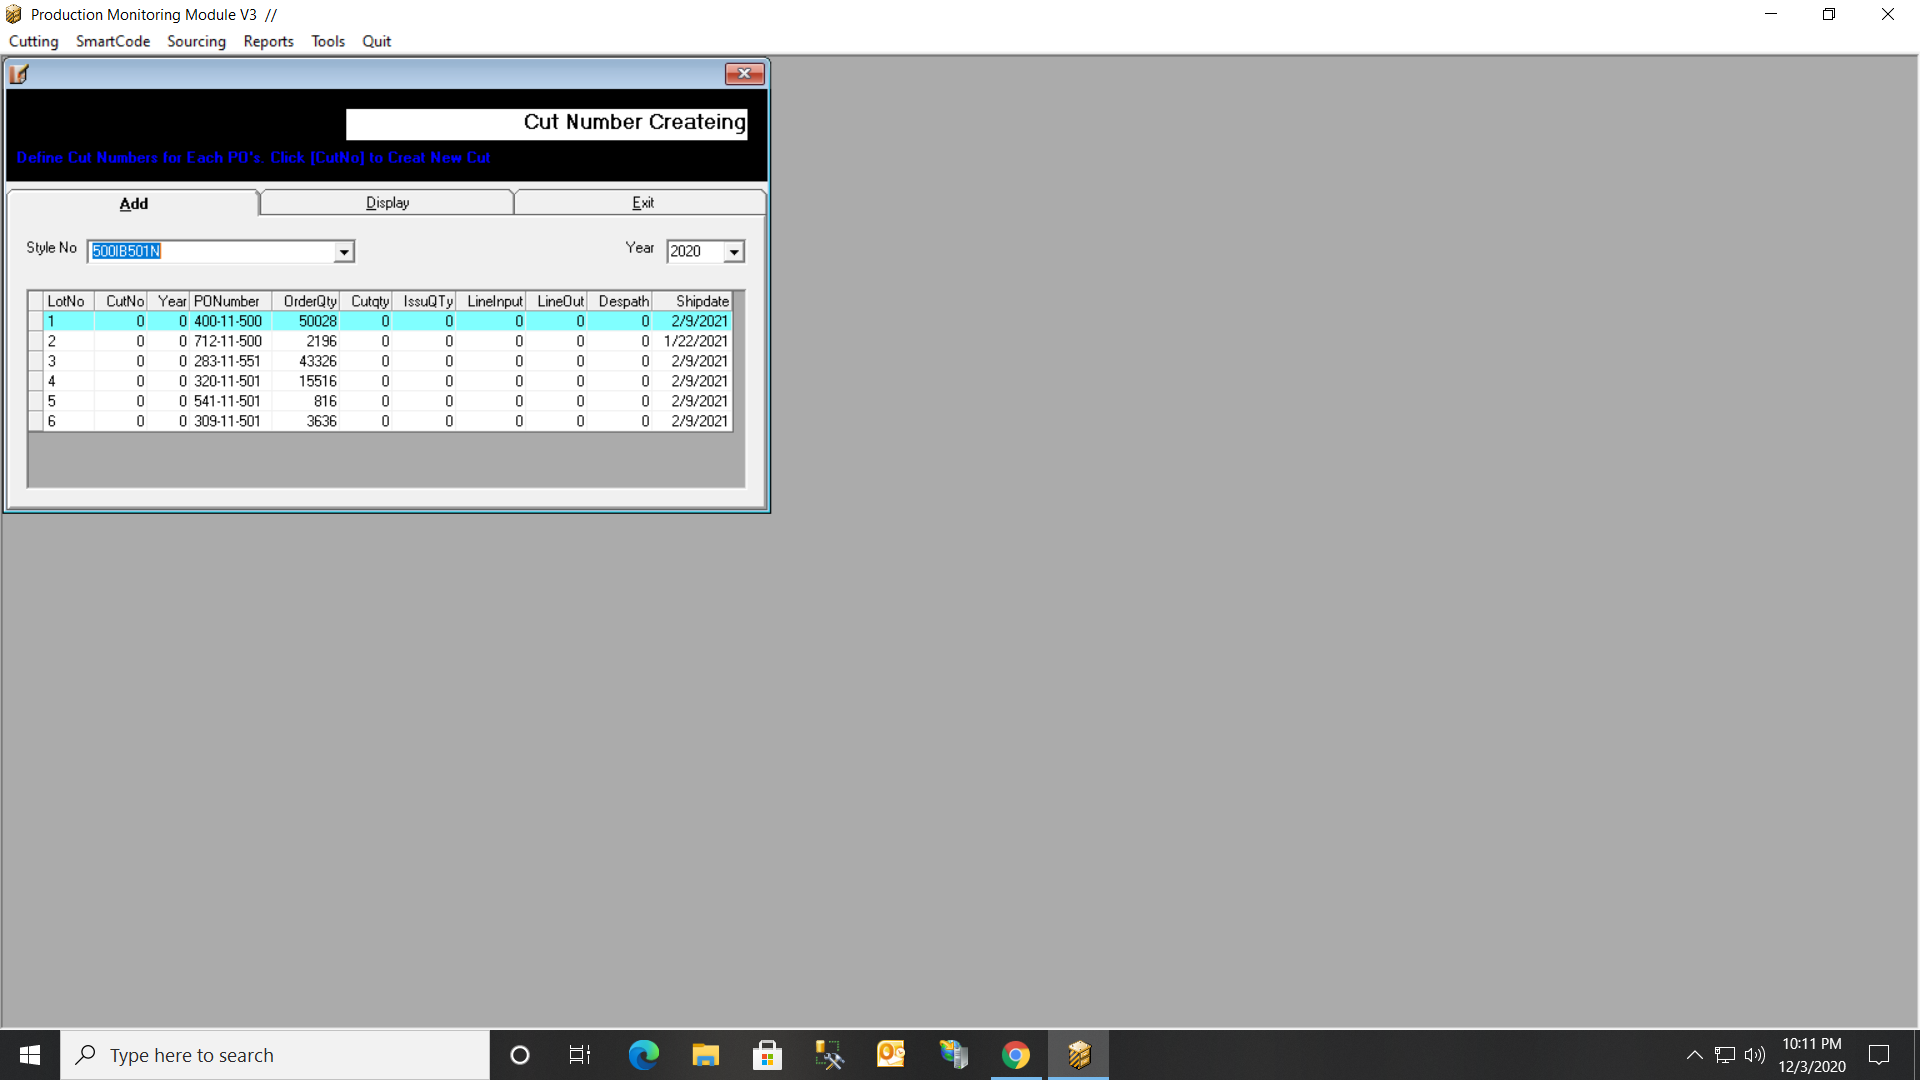 Production Monitoring Module V3  //
Cutting SmartCode Sourcing Reports Tools Quit
Cut Number Createing
Define Cut Numbers for Each PO's. Click [CutNo] to Creat New Cut
Add Display Exit
Style No 500IB501N Year 2020
LotNo CutNo Year PONumber OrderQty Cutqty IssuQTy LineInput LineOut Despath Shipdate
1 0 0 400-11-500 50028 0 0 0 0 0 2/9/2021
2 0 0 712-11-500 2196 0 0 0 0 0 1/22/2021
3 0 0 283-11-551 43326 0 0 0 0 0 2/9/2021
4 0 0 320-11-501 15516 0 0 0 0 0 2/9/2021
5 0 0 541-11-501 816 0 0 0 0 0 2/9/2021
6 0 0 309-11-501 3636 0 0 0 0 0 2/9/2021
Type here to search
10:11 PM
12/3/2020